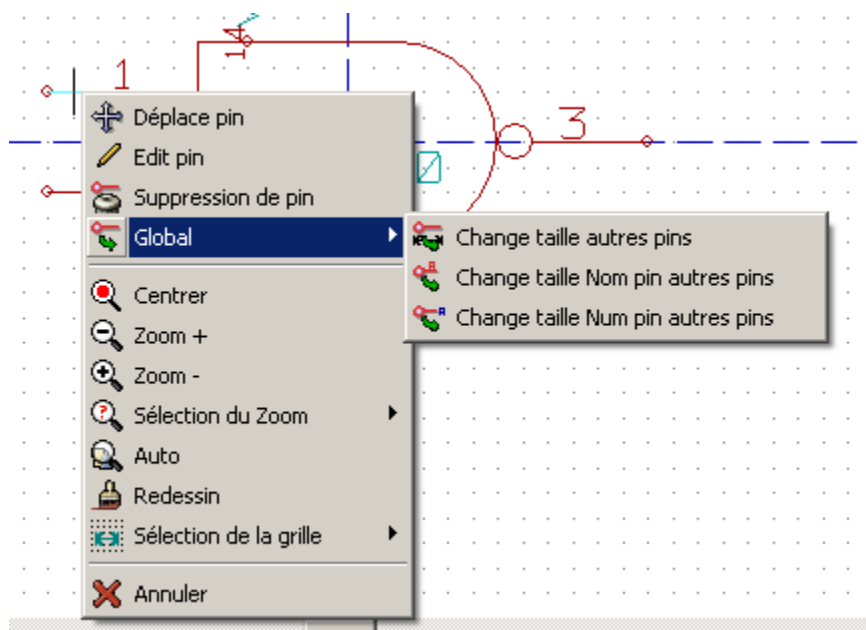 14
1
3
0
Déplace pin
Edit pin
Suppression de pin
Global
Change taille autres pins
Change taille Nom pin autres pins
Change taille Num pin autres pins
Centrer
Zoom +
Zoom -
Sélection du Zoom
Auto
Redessin
Sélection de la grille
Annuler